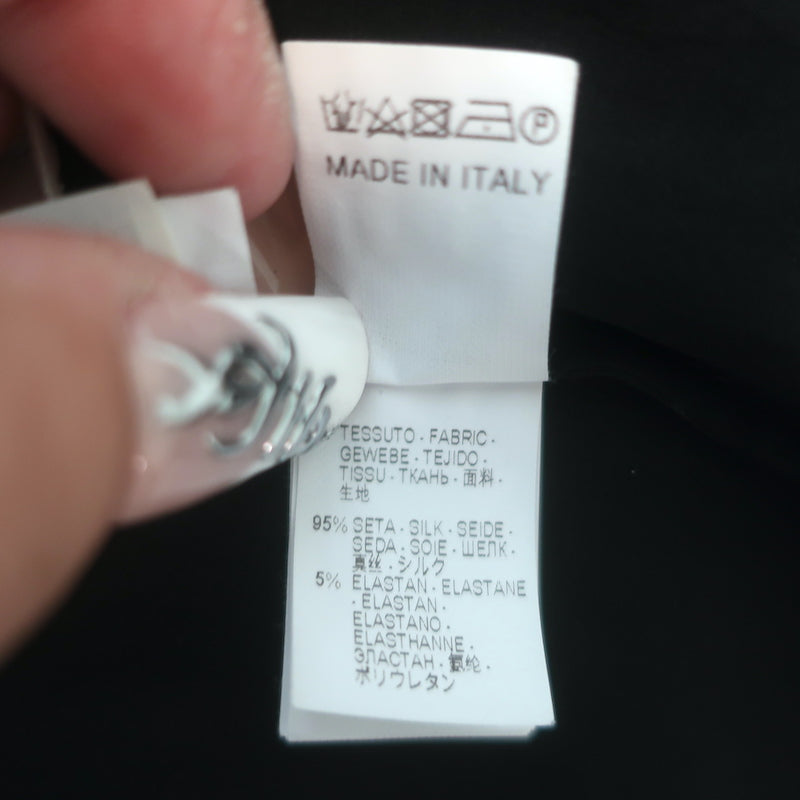 P
MADE IN ITALY
TESSUTO - FABRIC -
GEWEBE - TEJIDO -
TISSU - ТКАНЬ - 面料 -
生地
95% SETA - SILK - SEIDE -
SEDA - SOIE - ШЕЛК -
真丝 - シルク
5% ELASTAN - ELASTANE
- ELASTAN -
ELASTANO -
ELASTHANNE -
ЭЛАСТАН - 氨纶 -
ポリウレタン